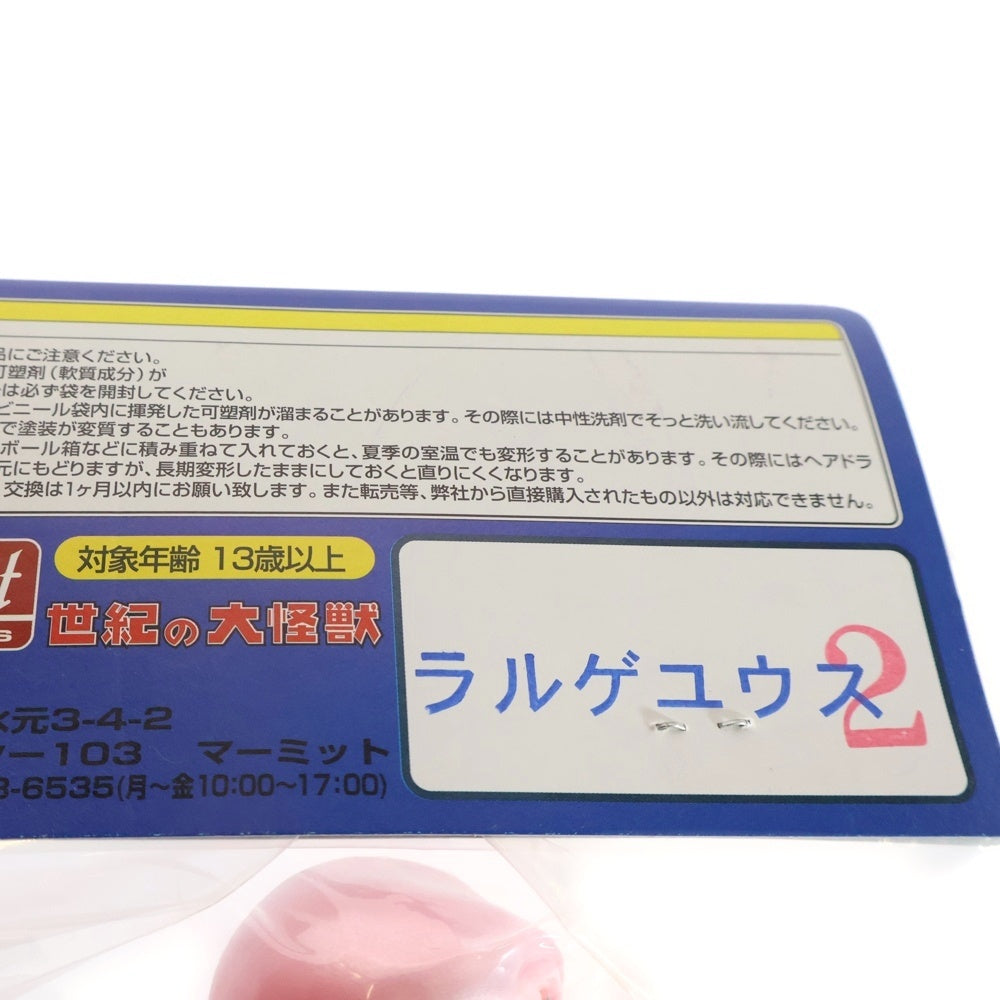 品にご注意ください。
可塑剤(軟質成分)が
は必ず袋を開封してください。
ビニール袋内に揮発した可塑剤が溜まることがあります。その際には中性洗剤でそっと洗い流してください。
で塗装が変質することもあります。
ボール箱などに積み重ねて入れておくと、夏季の室温でも変形することがあります。その際にはヘアドラ
元にもどりますが、長期変形したままにしておくと直りにくくなります。
交換は1ヶ月以内にお願い致します。また転売等、弊社から直接購入されたもの以外は対応できません。
対象年齢 13歳以上
世紀の大怪獣
ラルゲユウス
2
水元3-4-2
ー103 マーミット
-6535(月〜金10:00〜17:00)